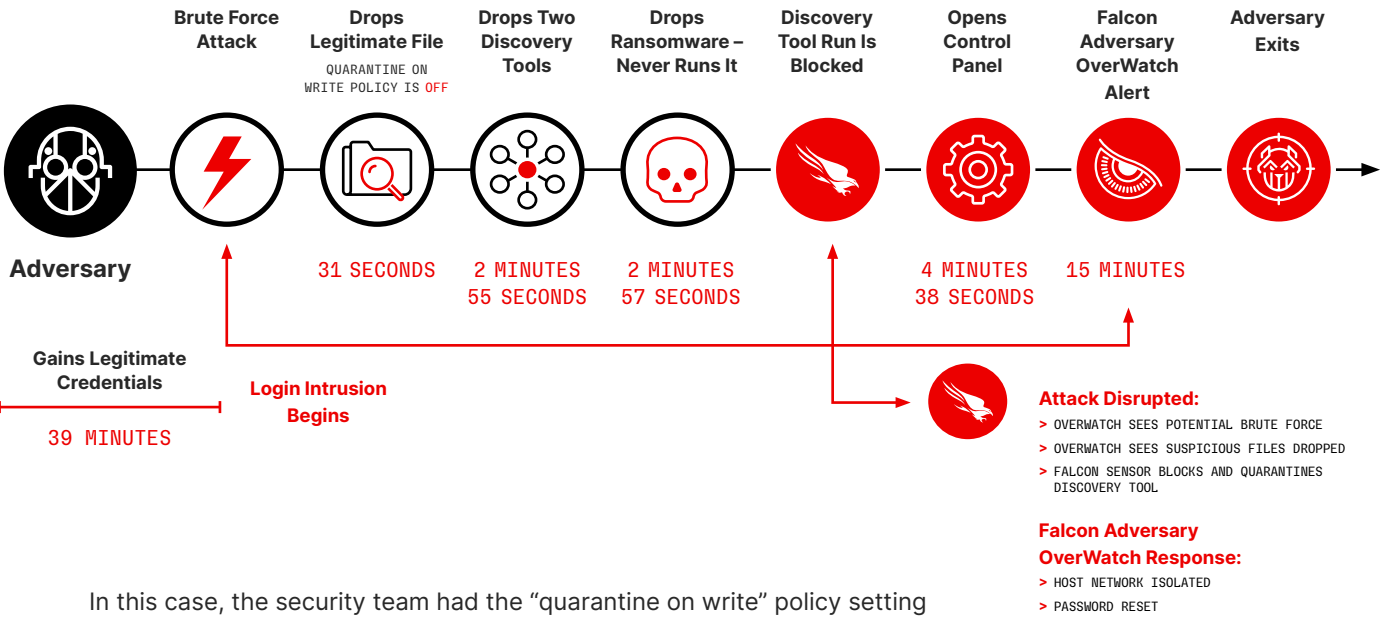 Brute Force
Attack
Drops
Legitimate File
QUARANTINE ON
WRITE POLICY IS OFF
Drops Two
Discovery
Tools
Drops
Ransomware –
Never Runs It
Discovery
Tool Run Is
Blocked
Opens
Control
Panel
Falcon
Adversary
OverWatch
Alert
Adversary
Exits
Adversary
31 SECONDS
2 MINUTES
55 SECONDS
2 MINUTES
57 SECONDS
4 MINUTES
38 SECONDS
15 MINUTES
Gains Legitimate
Credentials
39 MINUTES
Login Intrusion
Begins
Attack Disrupted:
> OVERWATCH SEES POTENTIAL BRUTE FORCE
> OVERWATCH SEES SUSPICIOUS FILES DROPPED
> FALCON SENSOR BLOCKS AND QUARANTINES
DISCOVERY TOOL
Falcon Adversary
OverWatch Response:
> HOST NETWORK ISOLATED
> PASSWORD RESET
In this case, the security team had the “quarantine on write” policy setting